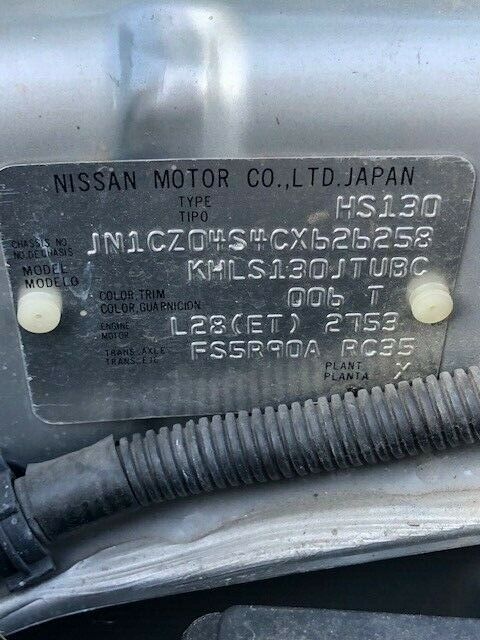 NISSAN MOTOR CO.,LTD.JAPAN
TYPE
TIPO HS130
CHASSIS NO.
NO.DE CHASIS JN1CZ04S4CX626258
MODEL
MODELO KHLS130JTUBC
COLOR,TRIM
COLOR,GUARNICION 006 T
ENGINE
MOTOR L28(ET) 2753
TRANS.,AXLE
TRANS.,EJE FS5R90A RC35
PLANT
PLANTA X